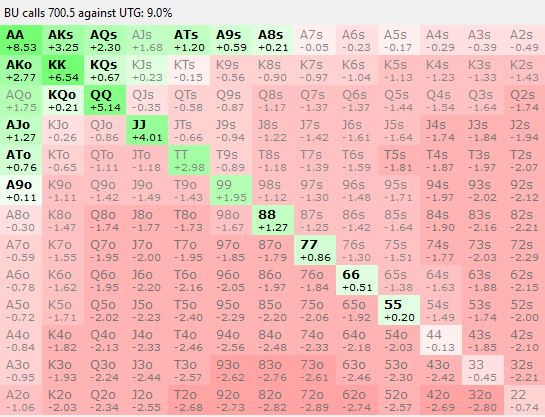 BU calls 700.5 against UTG: 9.0%
AA AKs AQs AJs ATs A9s A8s A7s A6s A5s A4s A3s A2s
+8.53 +3.25 +2.30 +1.68 +1.20 +0.59 +0.21 -0.05 -0.23 -0.17 -0.29 -0.39 -0.49
AKo KK KQs KJs KTs K9s K8s K7s K6s K5s K4s K3s K2s
+2.77 +6.54 +0.67 +0.23 -0.15 -0.56 -0.90 -0.97 -1.04 -1.13 -1.23 -1.33 -1.43
AQo KQo QQ QJs QTs Q9s Q8s Q7s Q6s Q5s Q4s Q3s Q2s
+1.75 +0.21 +5.14 -0.35 -0.58 -0.87 -1.17 -1.37 -1.37 -1.44 -1.54 -1.64 -1.74
AJo KJo QJo JJ JTs J9s J8s J7s J6s J5s J4s J3s J2s
+1.27 -0.26 -0.86 +4.01 -0.66 -0.94 -1.22 -1.42 -1.61 -1.64 -1.74 -1.84 -1.94
ATo KTo QTo JTo TT T9s T8s T7s T6s T5s T4s T3s T2s
+0.76 -0.65 -1.11 -1.18 +2.98 -0.89 -1.18 -1.39 -1.59 -1.81 -1.87 -1.97 -2.07
A9o K9o Q9o J9o T9o 99 98s 97s 96s 95s 94s 93s 92s
+0.11 -1.11 -1.42 -1.49 -1.43 +1.95 -1.12 -1.30 -1.48 -1.71 -1.97 -2.02 -2.12
A8o K8o Q8o J8o T8o 98o 88 87s 86s 85s 84s 83s 82s
-0.30 -1.47 -1.74 -1.77 -1.73 -1.67 +1.27 -1.25 -1.42 -1.64 -1.90 -2.16 -2.21
A7o K7o Q7o J7o T7o 97o 87o 77 76s 75s 74s 73s 72s
-0.59 -1.55 -1.95 -2.00 -1.95 -1.85 -1.79 +0.86 -1.30 -1.51 -1.77 -2.03 -2.29
A6o K6o Q6o J6o T6o 96o 86o 76o 66 65s 64s 63s 62s
-0.78 -1.62 -1.95 -2.20 -2.16 -2.05 -1.97 -1.84 +0.51 -1.38 -1.63 -1.88 -2.15
A5o K5o Q5o J5o T5o 95o 85o 75o 65o 55 54s 53s 52s
-0.72 -1.71 -2.02 -2.23 -2.40 -2.29 -2.20 -2.06 -1.92 +0.20 -1.49 -1.74 -2.00
A4o K4o Q4o J4o T4o 94o 84o 74o 64o 54o 44 43s 42s
-0.84 -1.82 -2.13 -2.33 -2.46 -2.56 -2.48 -2.33 -2.18 -2.03 -0.13 -1.85 -2.10
A3o K3o Q3o J3o T3o 93o 83o 73o 63o 53o 43o 33 32s
-0.95 -1.93 -2.24 -2.44 -2.57 -2.62 -2.76 -2.61 -2.46 -2.30 -2.42 -0.45 -2.21
A2o K2o Q2o J2o T2o 92o 82o 72o 62o 52o 42o 32o 22
-1.06 -2.03 -2.34 -2.55 -2.68 -2.73 -2.82 -2.89 -2.74 -2.57 -2.69 -2.80 -0.74